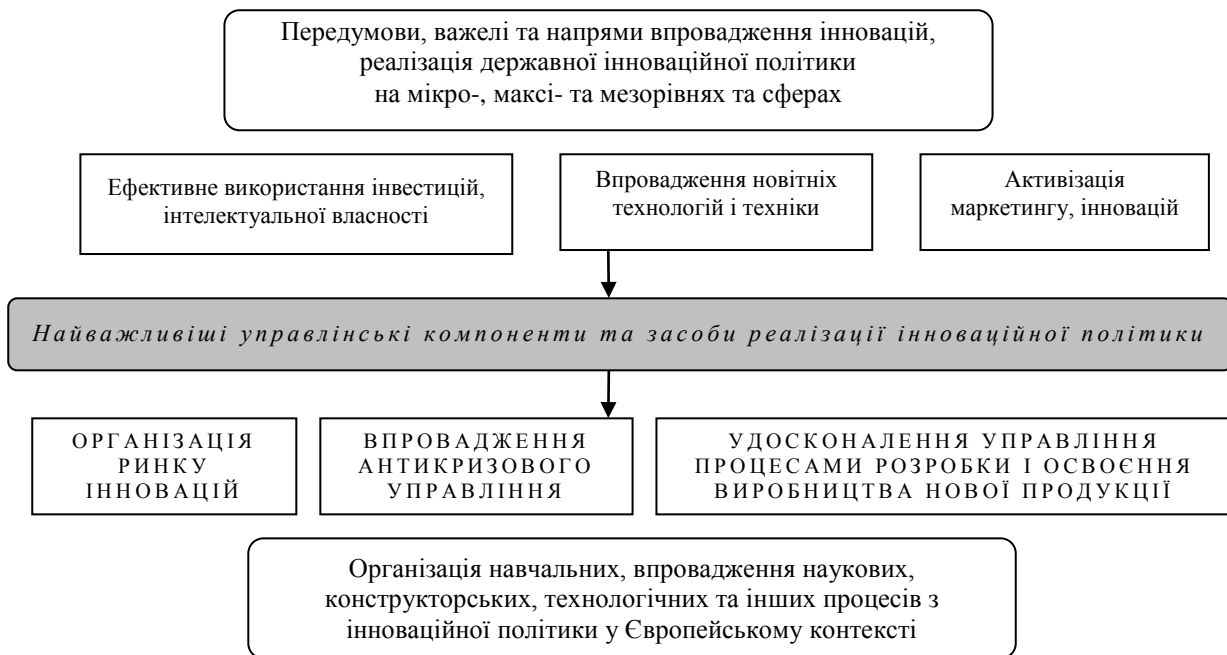 Передумови, важелі та напрями впровадження інновацій,
реалізація державної інноваційної політики
на мікро-, максі- та мезорівнях та сферах
Ефективне використання інвестицій,
інтелектуальної власності
Впровадження новітніх
технологій і техніки
Активізація
маркетингу, інновацій
Найважливіші управлінські компоненти та засоби реалізації інноваційної політики
ОРГАНІЗАЦІЯ
РИНКУ
ІННОВАЦІЙ
ВПРОВАДЖЕННЯ
АНТИКРИЗОВОГО
УПРАВЛІННЯ
УДОСКОНАЛЕННЯ УПРАВЛІННЯ
ПРОЦЕСАМИ РОЗРОБКИ І ОСВОЄННЯ
ВИРОБНИЦТВА НОВОЇ ПРОДУКЦІЇ
Організація навчальних, впровадження наукових,
конструкторських, технологічних та інших процесів з
інноваційної політики у Європейському контексті